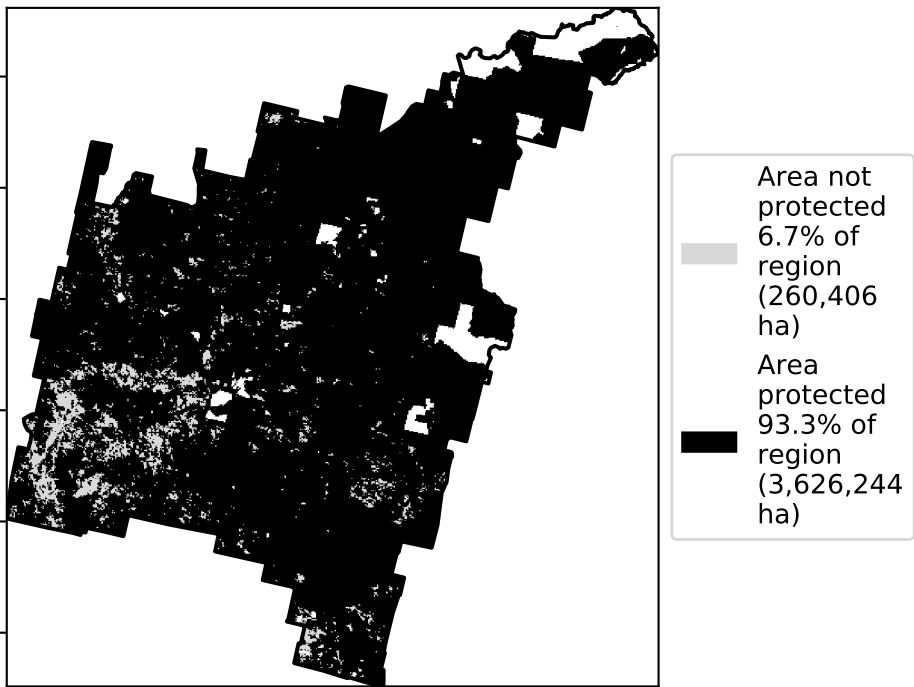 Area not
protected
6.7% of
region
(260,406
ha)
Area
protected
93.3% of
region
(3,626,244
ha)